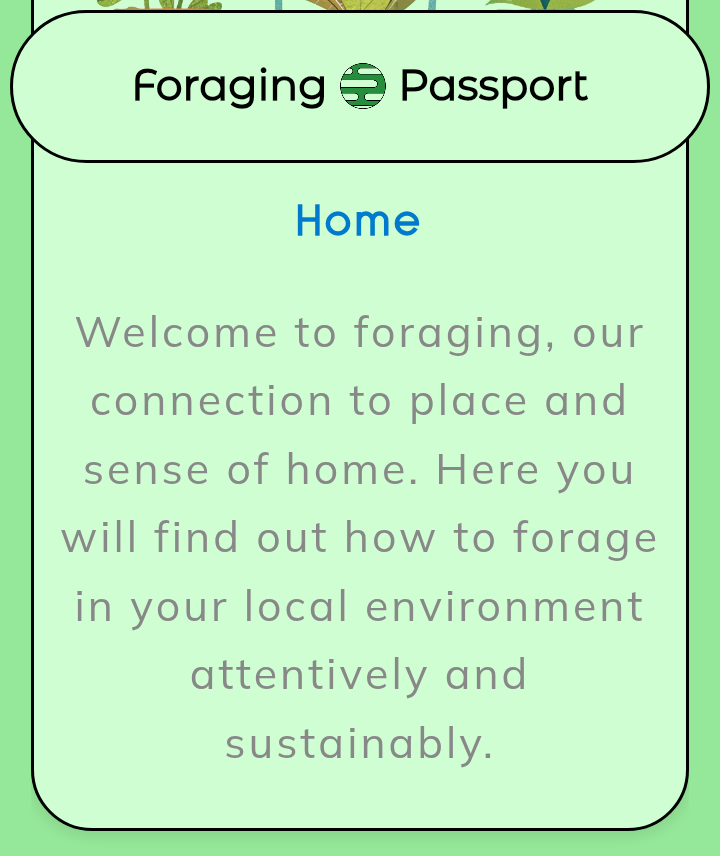 Foraging Passport
Home
Welcome to foraging, our
connection to place and
sense of home. Here you
will find out how to forage
in your local environment
attentively and
sustainably.